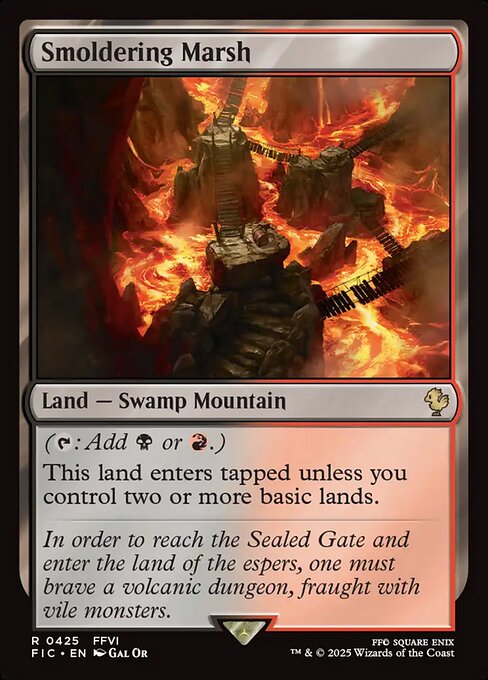 Smoldering Marsh
Land — Swamp Mountain
(: Add or .)
This land enters tapped unless you
control two or more basic lands.
In order to reach the Sealed Gate and
enter the land of the espers, one must
brave a volcanic dungeon, fraught with
vile monsters.
R 0425 FFVI
FIC • EN Gal Or
FF© SQUARE ENIX
™ & © 2025 Wizards of the Coast